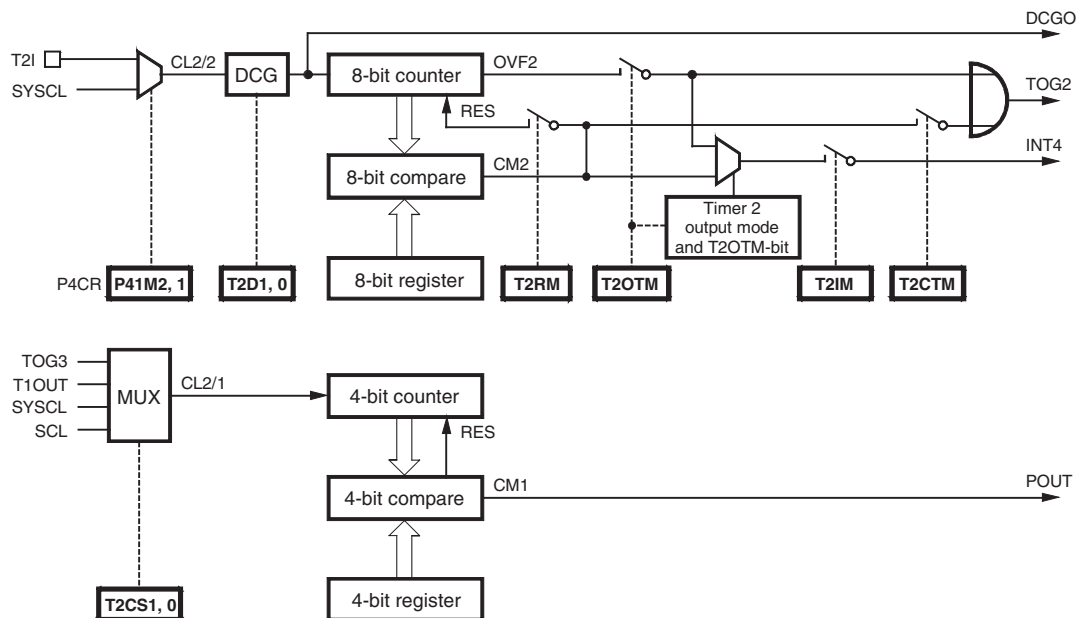 DCGO
T2I
CL2/2
DCG
8-bit counter
OVF2
SYSCL
TOG2
RES
INT4
8-bit compare
CM2
Timer 2
output mode
and T2OTM-bit
P4CR
P41M2, 1
T2D1, 0
8-bit register
T2RM
T2OTM
T2IM
T2CTM
TOG3
T1OUT
SYSCL
SCL
MUX
CL2/1
4-bit counter
RES
4-bit compare
CM1
POUT
T2CS1, 0
4-bit register